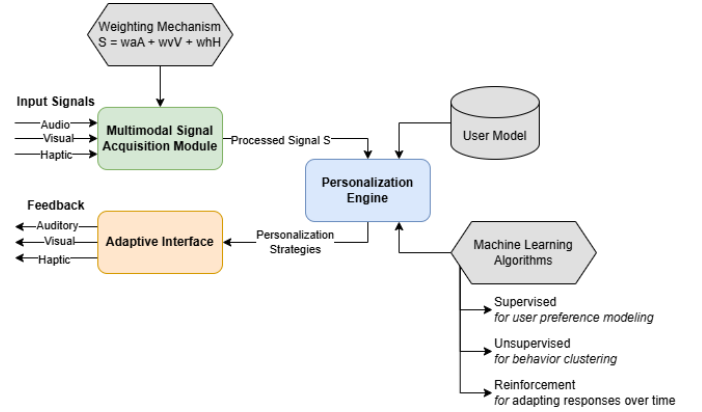 Weighting Mechanism
S = waA + wvV + whH
Input Signals
Audio
Visual
Haptic
Multimodal Signal
Acquisition Module
Processed Signal S
User Model
Personalization
Engine
Feedback
Auditory
Visual
Haptic
Adaptive Interface
Personalization
Strategies
Machine Learning
Algorithms
Supervised
for user preference modeling
Unsupervised
for behavior clustering
Reinforcement
for adapting responses over time